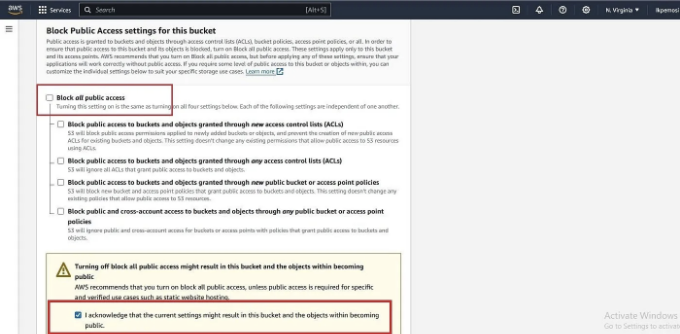 aws Services Search [Alt+S] N. Virginia Ikpemosi
Block Public Access settings for this bucket
Public access is granted to buckets and objects through access control lists (ACLs), bucket policies, access point policies, or all. In order to
ensure that public access to this bucket and its objects is blocked, turn on Block all public access. These settings apply only to this bucket
and its access points. AWS recommends that you turn on Block all public access, but before applying any of these settings, ensure that your
applications will work correctly without public access. If you require some level of public access to this bucket or objects within, you can
customize the individual settings below to suit your specific storage use cases. Learn more
Block all public access
Turning this setting on is the same as turning on all four settings below. Each of the following settings are independent of one another.
Block public access to buckets and objects granted through new access control lists (ACLs)
S3 will block public access permissions applied to newly added buckets or objects, and prevent the creation of new public access
ACLs for existing buckets and objects. This setting doesn't change any existing permissions that allow public access to S3 resources
using ACLs.
Block public access to buckets and objects granted through any access control lists (ACLs)
S3 will ignore all ACLs that grant public access to buckets and objects.
Block public access to buckets and objects granted through new public bucket or access point policies
S3 will block new bucket and access point policies that grant public access to buckets and objects. This setting doesn't change any
existing policies that allow public access to S3 resources.
Block public and cross-account access to buckets and objects through any public bucket or access point
policies
S3 will ignore public and cross-account access for buckets or access points with policies that grant public access to buckets and
objects.
Turning off block all public access might result in this bucket and the objects within becoming
public
AWS recommends that you turn on block all public access, unless public access is required for specific
and verified use cases such as static website hosting.
I acknowledge that the current settings might result in this bucket and the objects within becoming
public.
Activate Windows
Go to Settings to activate